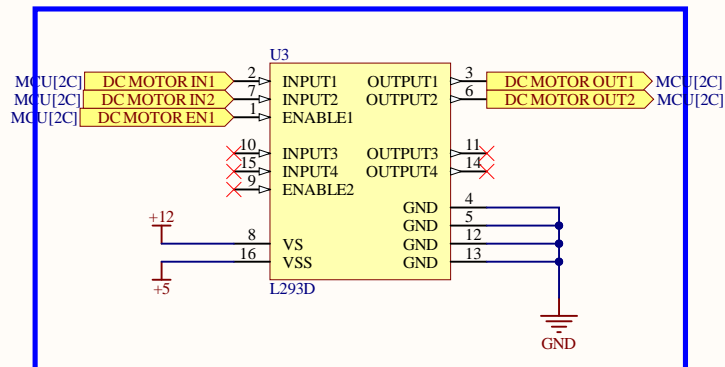 U3
MCU[2C] DC MOTOR IN1 2 INPUT1 OUTPUT1 3 DC MOTOR OUT1 MCU[2C]
MCU[2C] DC MOTOR IN2 7 INPUT2 OUTPUT2 6 DC MOTOR OUT2 MCU[2C]
MCU[2C] DC MOTOR EN1 1 ENABLE1
10 INPUT3 OUTPUT3 11
15 INPUT4 OUTPUT4 14
9 ENABLE2
GND 4
GND 5
+12
8 VS GND 12
16 VSS GND 13
+5
L293D
GND